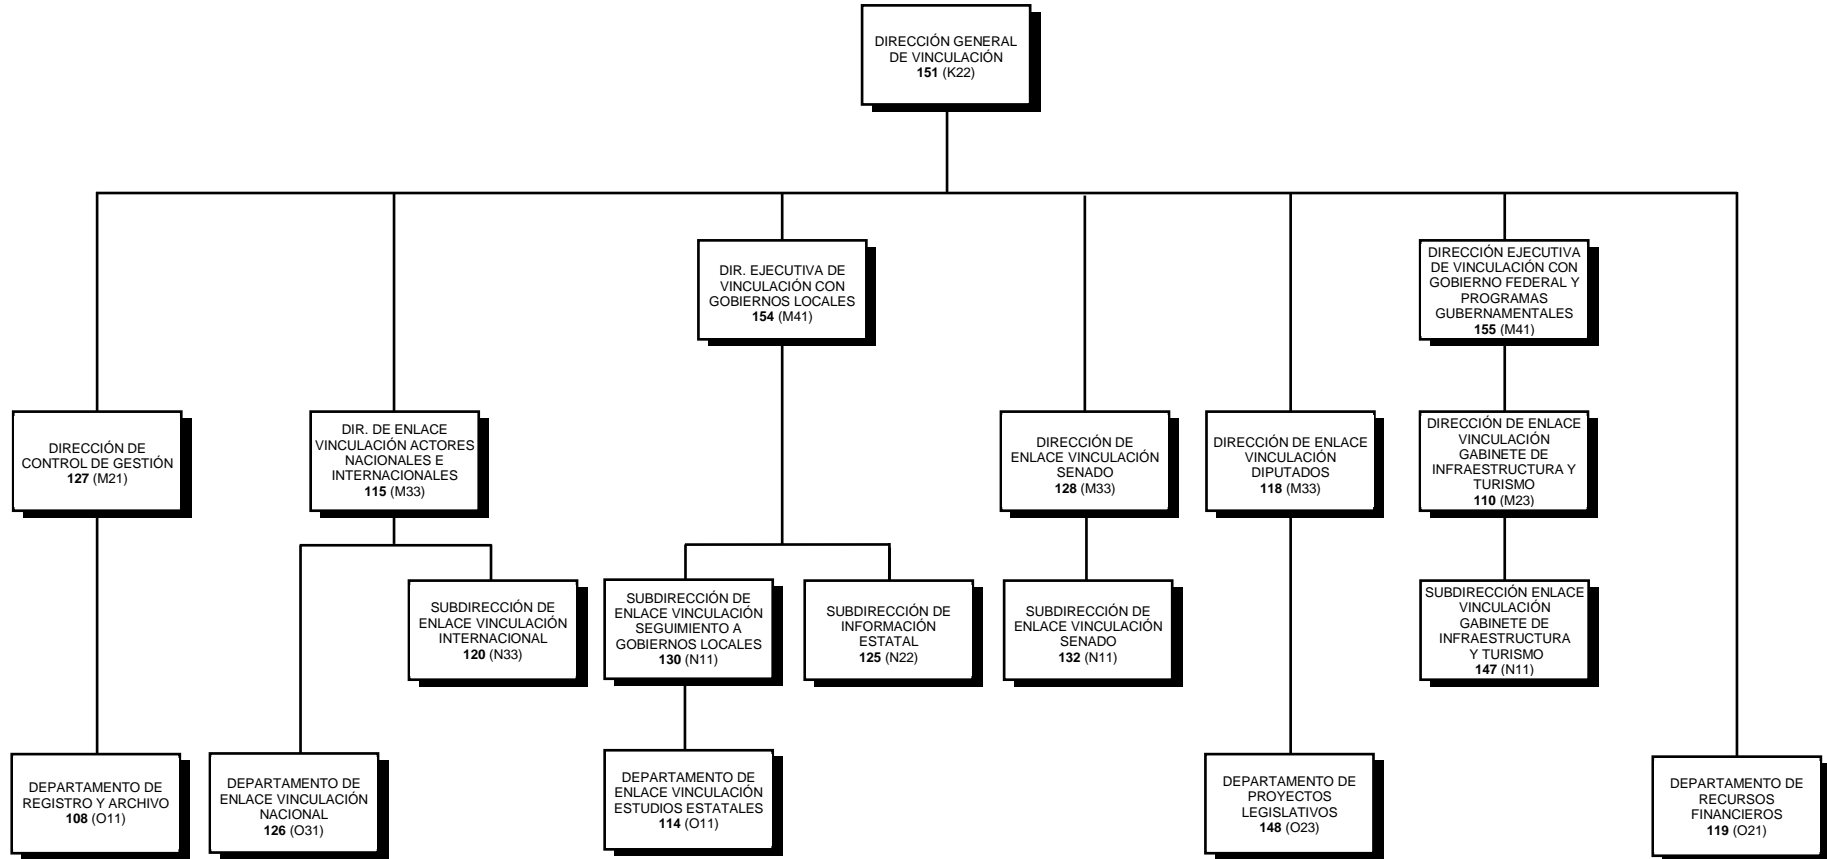 DIRECCIÓN GENERAL
DE VINCULACIÓN
151 (K22)
DIR. EJECUTIVA DE
VINCULACIÓN CON
GOBIERNOS LOCALES
154 (M41)
DIRECCIÓN EJECUTIVA
DE VINCULACIÓN CON
GOBIERNO FEDERAL Y
PROGRAMAS
GUBERNAMENTALES
155 (M41)
DIRECCIÓN DE
CONTROL DE GESTIÓN
127 (M21)
DIR. DE ENLACE
VINCULACIÓN ACTORES
NACIONALES E
INTERNACIONALES
115 (M33)
DIRECCIÓN DE
ENLACE VINCULACIÓN
SENADO
128 (M33)
DIRECCIÓN DE ENLACE
VINCULACIÓN
DIPUTADOS
118 (M33)
DIRECCIÓN DE ENLACE
VINCULACIÓN
GABINETE DE
INFRAESTRUCTURA Y
TURISMO
110 (M23)
SUBDIRECCIÓN DE
ENLACE VINCULACIÓN
INTERNACIONAL
120 (N33)
SUBDIRECCIÓN DE
ENLACE VINCULACIÓN
SEGUIMIENTO A
GOBIERNOS LOCALES
130 (N11)
SUBDIRECCIÓN DE
INFORMACIÓN
ESTATAL
125 (N22)
SUBDIRECCIÓN DE
ENLACE VINCULACIÓN
SENADO
132 (N11)
SUBDIRECCIÓN ENLACE
VINCULACIÓN
GABINETE DE
INFRAESTRUCTURA
Y TURISMO
147 (N11)
DEPARTAMENTO DE
REGISTRO Y ARCHIVO
108 (O11)
DEPARTAMENTO DE
ENLACE VINCULACIÓN
NACIONAL
126 (O31)
DEPARTAMENTO DE
ENLACE VINCULACIÓN
ESTUDIOS ESTATALES
114 (O11)
DEPARTAMENTO DE
PROYECTOS
LEGISLATIVOS
148 (O23)
DEPARTAMENTO DE
RECURSOS
FINANCIEROS
119 (O21)